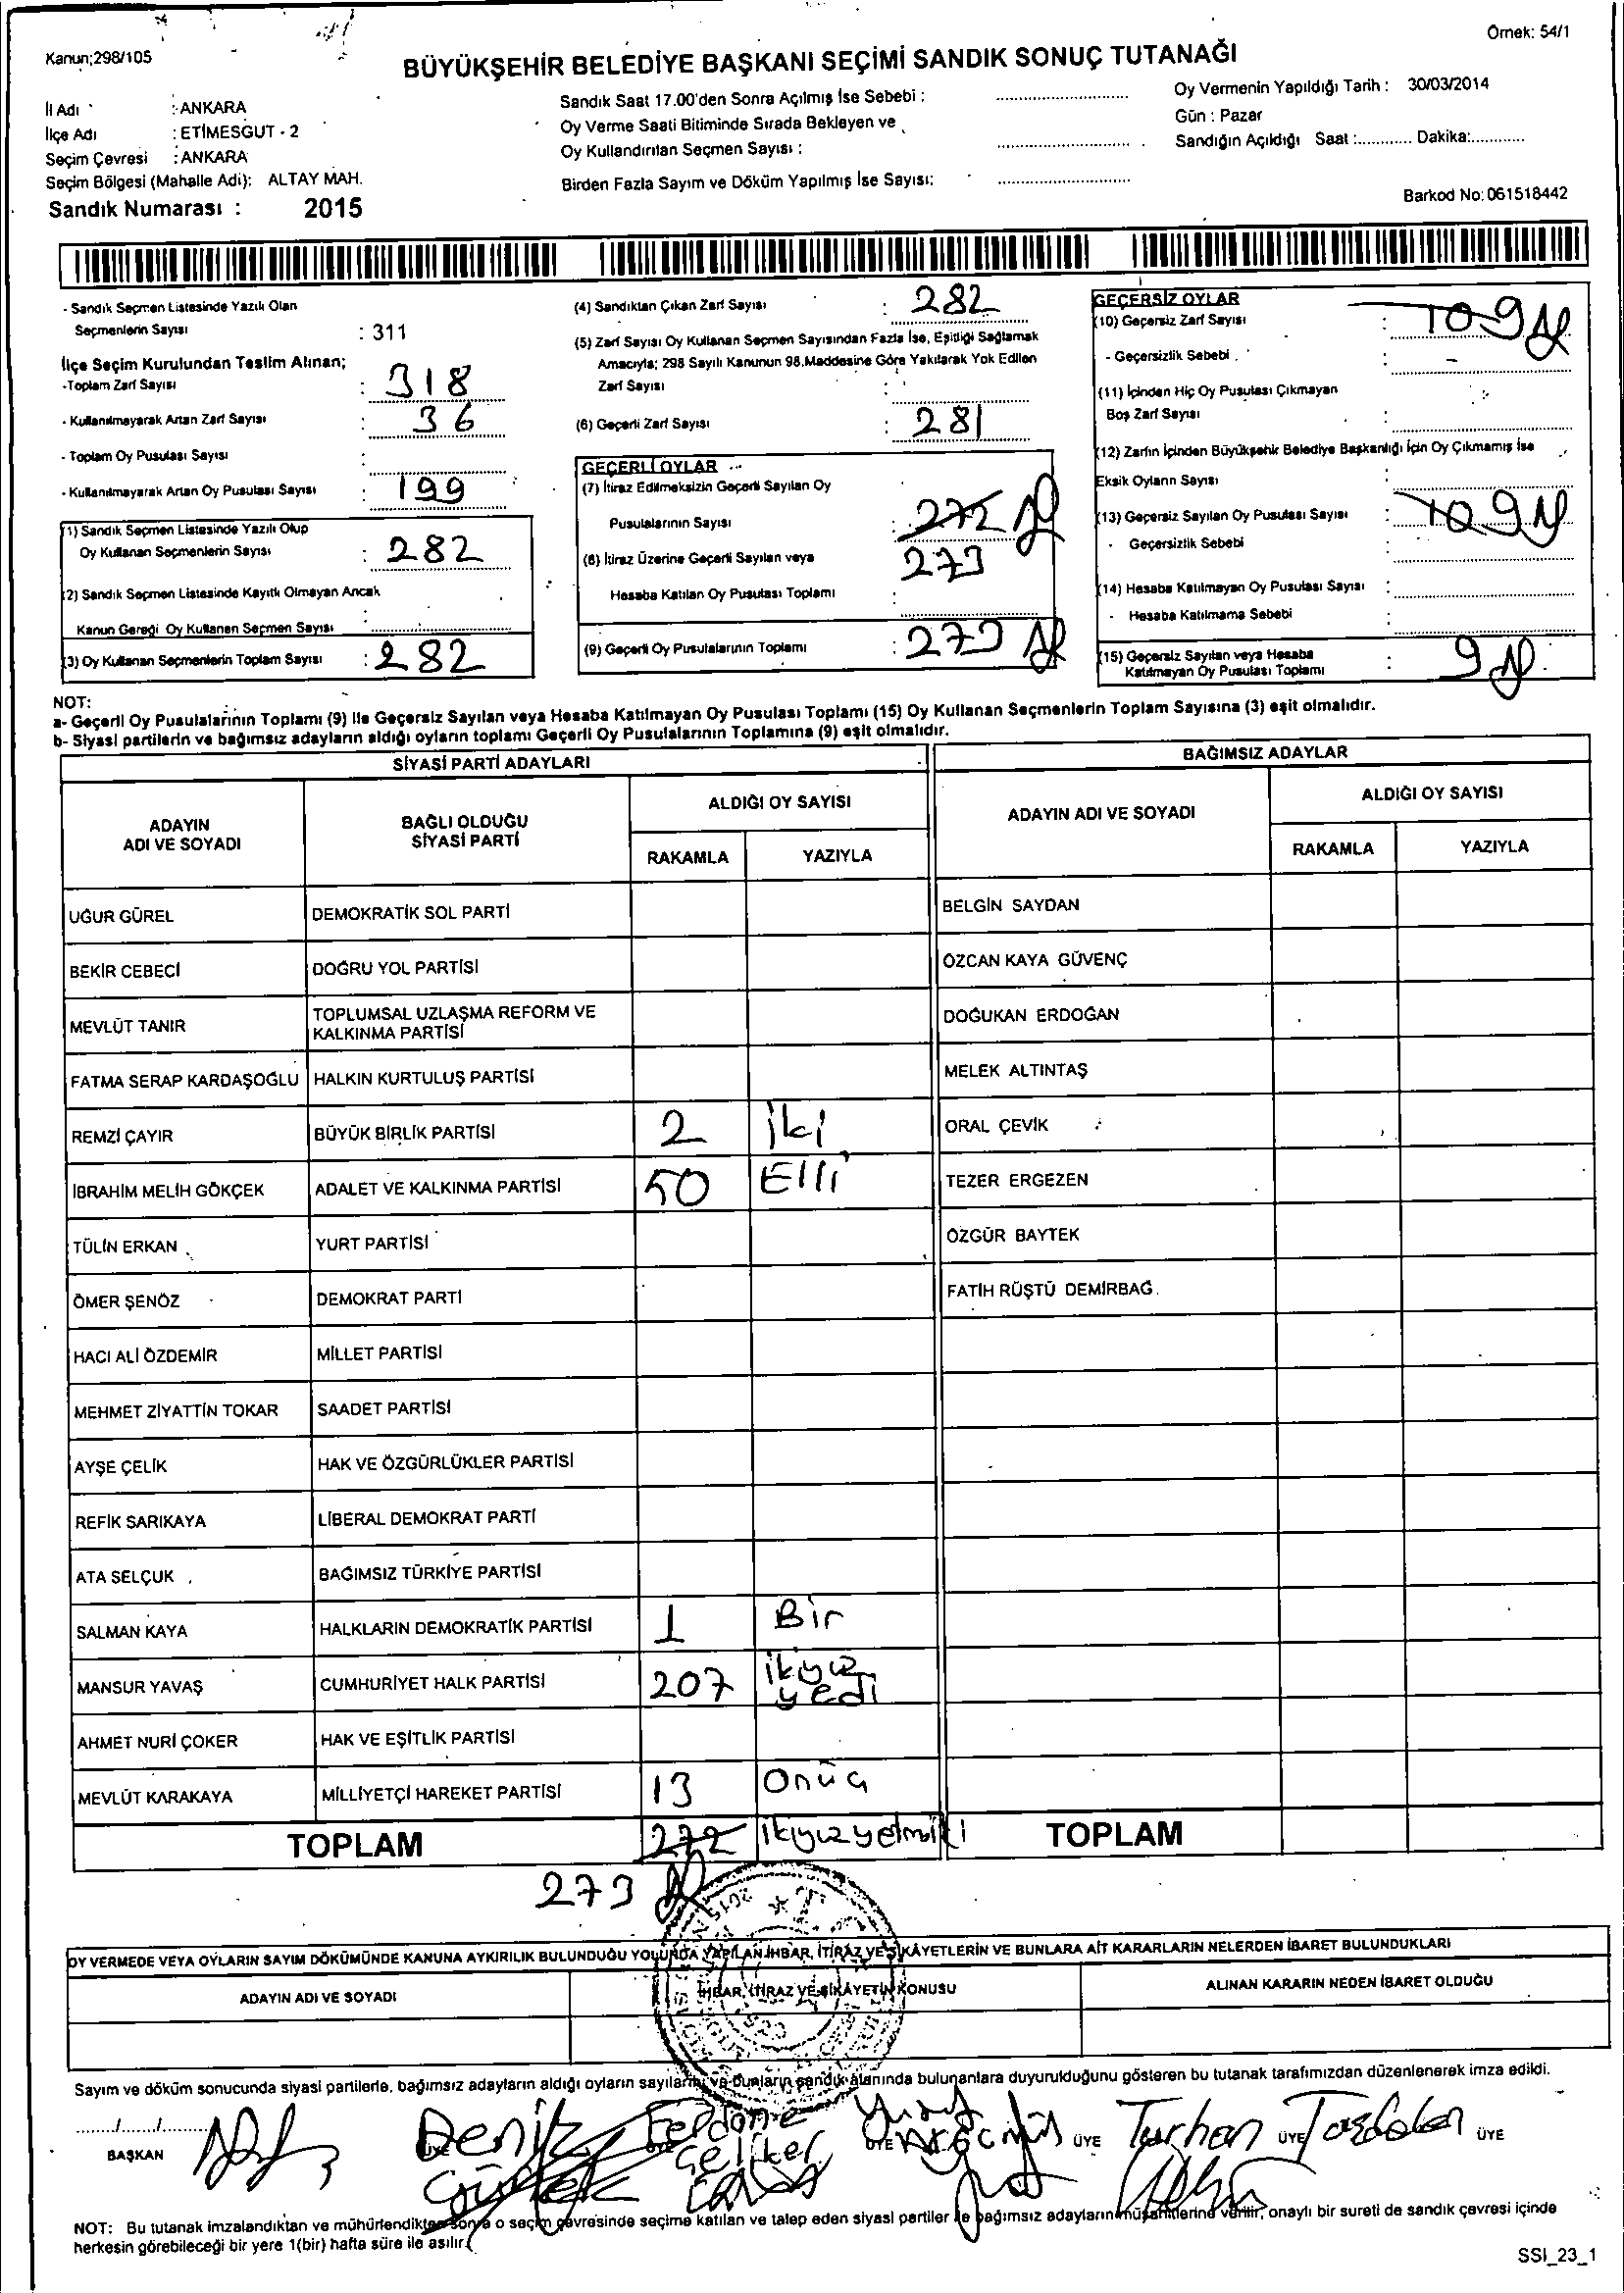 Örnek: 54/1
Kanun;298/105
BÜYÜKŞEHİR BELEDİYE BAŞKANI SEÇİMİ SANDIK SONUÇ TUTANAĞI
İl Adı : ANKARA
İlçe Adı : ETİMESGUT - 2
Seçim Çevresi : ANKARA
Seçim Bölgesi (Mahalle Adi): ALTAY MAH.
Sandık Numarası : 2015
Sandık Saat 17.00'den Sonra Açılmış İse Sebebi :
Oy Verme Saati Bitiminde Sırada Bekleyen ve
Oy Kullandırılan Seçmen Sayısı :
Birden Fazla Sayım ve Döküm Yapılmış İse Sayısı:
Oy Vermenin Yapıldığı Tarih : 30/03/2014
Gün : Pazar
Sandığın Açıldığı Saat :............ Dakika:............
Barkod No: 061518442
- Sandık Seçmen Listesinde Yazılı Olan
Seçmenlerin Sayısı : 311
İlçe Seçim Kurulundan Teslim Alınan;
-Toplam Zarf Sayısı : 318
- Kullanılmayarak Artan Zarf Sayısı : 36
- Toplam Oy Pusulası Sayısı :
- Kullanılmayarak Artan Oy Pusulası Sayısı : 199
(1) Sandık Seçmen Listesinde Yazılı Olup
Oy Kullanan Seçmenlerin Sayısı : 282
(2) Sandık Seçmen Listesinde Kayıtlı Olmayan Ancak
Kanun Gereği Oy Kullanan Seçmen Sayısı :
(3) Oy Kullanan Seçmenlerin Toplam Sayısı : 282
(4) Sandıktan Çıkan Zarf Sayısı : 282
(5) Zarf Sayısı Oy Kullanan Seçmen Sayısından Fazla İse, Eşitliği Sağlamak
Amacıyla; 298 Sayılı Kanunun 98.Maddesine Göre Yakılarak Yok Edilen
Zarf Sayısı :
(6) Geçerli Zarf Sayısı : 281
GEÇERLİ OYLAR
(7) İtiraz Edilmeksizin Geçerli Sayılan Oy
Pusulalarının Sayısı : 272
273
(8) İtiraz Üzerine Geçerli Sayılan veya
Hesaba Katılan Oy Pusulası Toplamı :
(9) Geçerli Oy Pusulalarının Toplamı : 273
GEÇERSİZ OYLAR
(10) Geçersiz Zarf Sayısı : 10 9
- Geçersizlik Sebebi :
(11) İçinden Hiç Oy Pusulası Çıkmayan
Boş Zarf Sayısı :
(12) Zarfın İçinden Büyükşehir Belediye Başkanlığı İçin Oy Çıkmamış İse
Eksik Oyların Sayısı :
(13) Geçersiz Sayılan Oy Pusulası Sayısı : 10 9
- Geçersizlik Sebebi :
(14) Hesaba Katılmayan Oy Pusulası Sayısı :
- Hesaba Katılmama Sebebi :
(15) Geçersiz Sayılan veya Hesaba
Katılmayan Oy Pusulası Toplamı : 9
NOT:
a- Geçerli Oy Pusulalarının Toplamı (9) ile Geçersiz Sayılan veya Hesaba Katılmayan Oy Pusulası Toplamı (15) Oy Kullanan Seçmenlerin Toplam Sayısına (3) eşit olmalıdır.
b- Siyasi partilerin ve bağımsız adayların aldığı oyların toplamı Geçerli Oy Pusulalarının Toplamına (9) eşit olmalıdır.
SİYASİ PARTİ ADAYLARI BAĞIMSIZ ADAYLAR
ADAYIN ADI VE SOYADI BAĞLI OLDUĞU SİYASİ PARTİ ALDIĞI OY SAYISI ADAYIN ADI VE SOYADI ALDIĞI OY SAYISI
RAKAMLA YAZIYLA RAKAMLA YAZIYLA
UĞUR GÜREL DEMOKRATİK SOL PARTİ BELGİN SAYDAN
BEKİR CEBECİ DOĞRU YOL PARTİSİ ÖZCAN KAYA GÜVENÇ
MEVLÜT TANIR TOPLUMSAL UZLAŞMA REFORM VE KALKINMA PARTİSİ DOĞUKAN ERDOĞAN
FATMA SERAP KARDAŞOĞLU HALKIN KURTULUŞ PARTİSİ MELEK ALTINTAŞ
REMZİ ÇAYIR BÜYÜK BİRLİK PARTİSİ 2 iki ORAL ÇEVİK
İBRAHİM MELİH GÖKÇEK ADALET VE KALKINMA PARTİSİ 50 Elli TEZER ERGEZEN
TÜLİN ERKAN YURT PARTİSİ ÖZGÜR BAYTEK
ÖMER ŞENÖZ DEMOKRAT PARTİ FATİH RÜŞTÜ DEMİRBAĞ
HACI ALİ ÖZDEMİR MİLLET PARTİSİ
MEHMET ZİYATTİN TOKAR SAADET PARTİSİ
AYŞE ÇELİK HAK VE ÖZGÜRLÜKLER PARTİSİ
REFİK SARIKAYA LİBERAL DEMOKRAT PARTİ
ATA SELÇUK BAĞIMSIZ TÜRKİYE PARTİSİ
SALMAN KAYA HALKLARIN DEMOKRATİK PARTİSİ 1 Bir
MANSUR YAVAŞ CUMHURİYET HALK PARTİSİ 207 ikiyüz yedi
AHMET NURİ ÇOKER HAK VE EŞİTLİK PARTİSİ
MEVLÜT KARAKAYA MİLLİYETÇİ HAREKET PARTİSİ 13 Onüç
TOPLAM 272 TOPLAM
273
OY VERMEDE VEYA OYLARIN SAYIM DÖKÜMÜNDE KANUNA AYKIRILIK BULUNDUĞU YOLUNDA YAPILAN İHBAR, İTİRAZ VE ŞİKAYETLERİN VE BUNLARA AİT KARARLARIN NELERDEN İBARET BULUNDUKLARI
ADAYIN ADI VE SOYADI İHBAR, İTİRAZ VE ŞİKAYETİN KONUSU ALINAN KARARIN NEDEN İBARET OLDUĞU
Sayım ve döküm sonucunda siyasi partilerle, bağımsız adayların aldığı oyların sayılarını ve bunların sandık alanında bulunanlara duyurulduğunu gösteren bu tutanak tarafımızdan düzenlenerek imza edildi.
....../....../......
BAŞKAN Deniz ÜYE Çeliker ÜYE Yusuf ÜYE Turhan ÜYE
NOT: Bu tutanak imzalandıktan ve mühürlendikten sonra o seçim çevresinde seçime katılan ve talep eden siyasi partiler ile bağımsız adayların müşahitlerine verilir, onaylı bir sureti de sandık çevresi içinde
herkesin görebileceği bir yere 1(bir) hafta süre ile asılır.
SSI_23_1